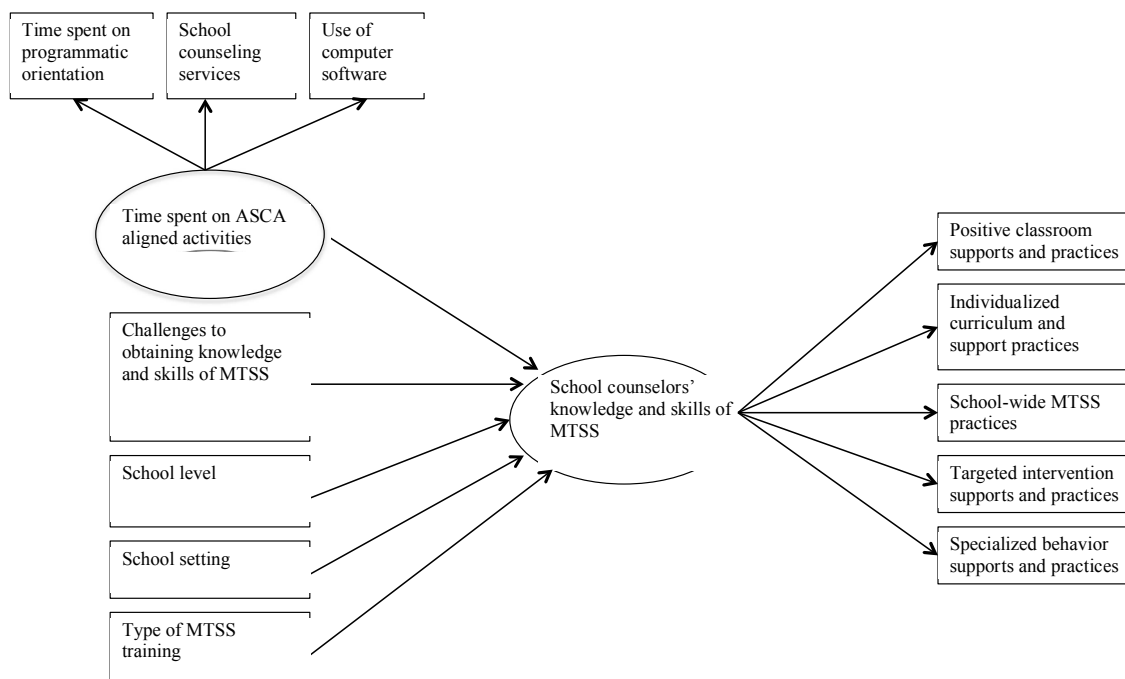 Time spent on
programmatic
orientation
School
counseling
services
Use of
computer
software
Time spent on ASCA
aligned activities
Challenges to
obtaining knowledge
and skills of MTSS
School level
School setting
Type of MTSS
training
School counselors’
knowledge and skills of
MTSS
Positive classroom
supports and practices
Individualized
curriculum and
support practices
School-wide MTSS
practices
Targeted intervention
supports and practices
Specialized behavior
supports and practices